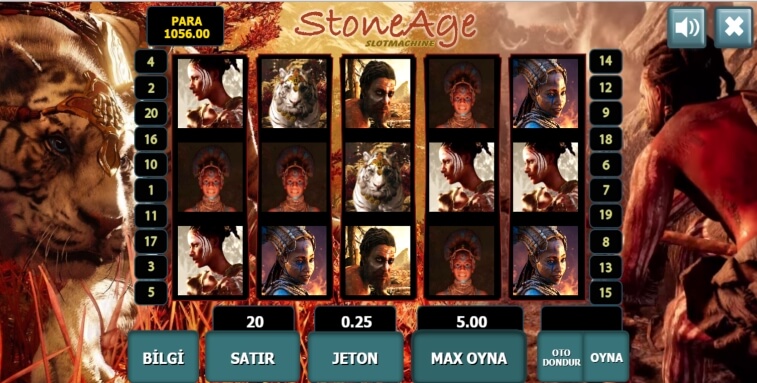 PARA
1056.00
StoneAge
SLOTMACHINE
4
2
20
16
10
1
11
17
3
5
14
12
9
18
6
7
19
8
13
15
20
0.25
5.00
BİLGİ
SATIR
JETON
MAX OYNA
OTO
DONDUR
OYNA